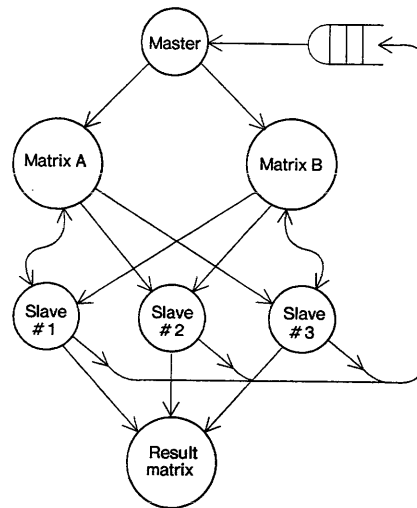 Master
Matrix A
Matrix B
Slave
#1
Slave
#2
Slave
#3
Result
matrix